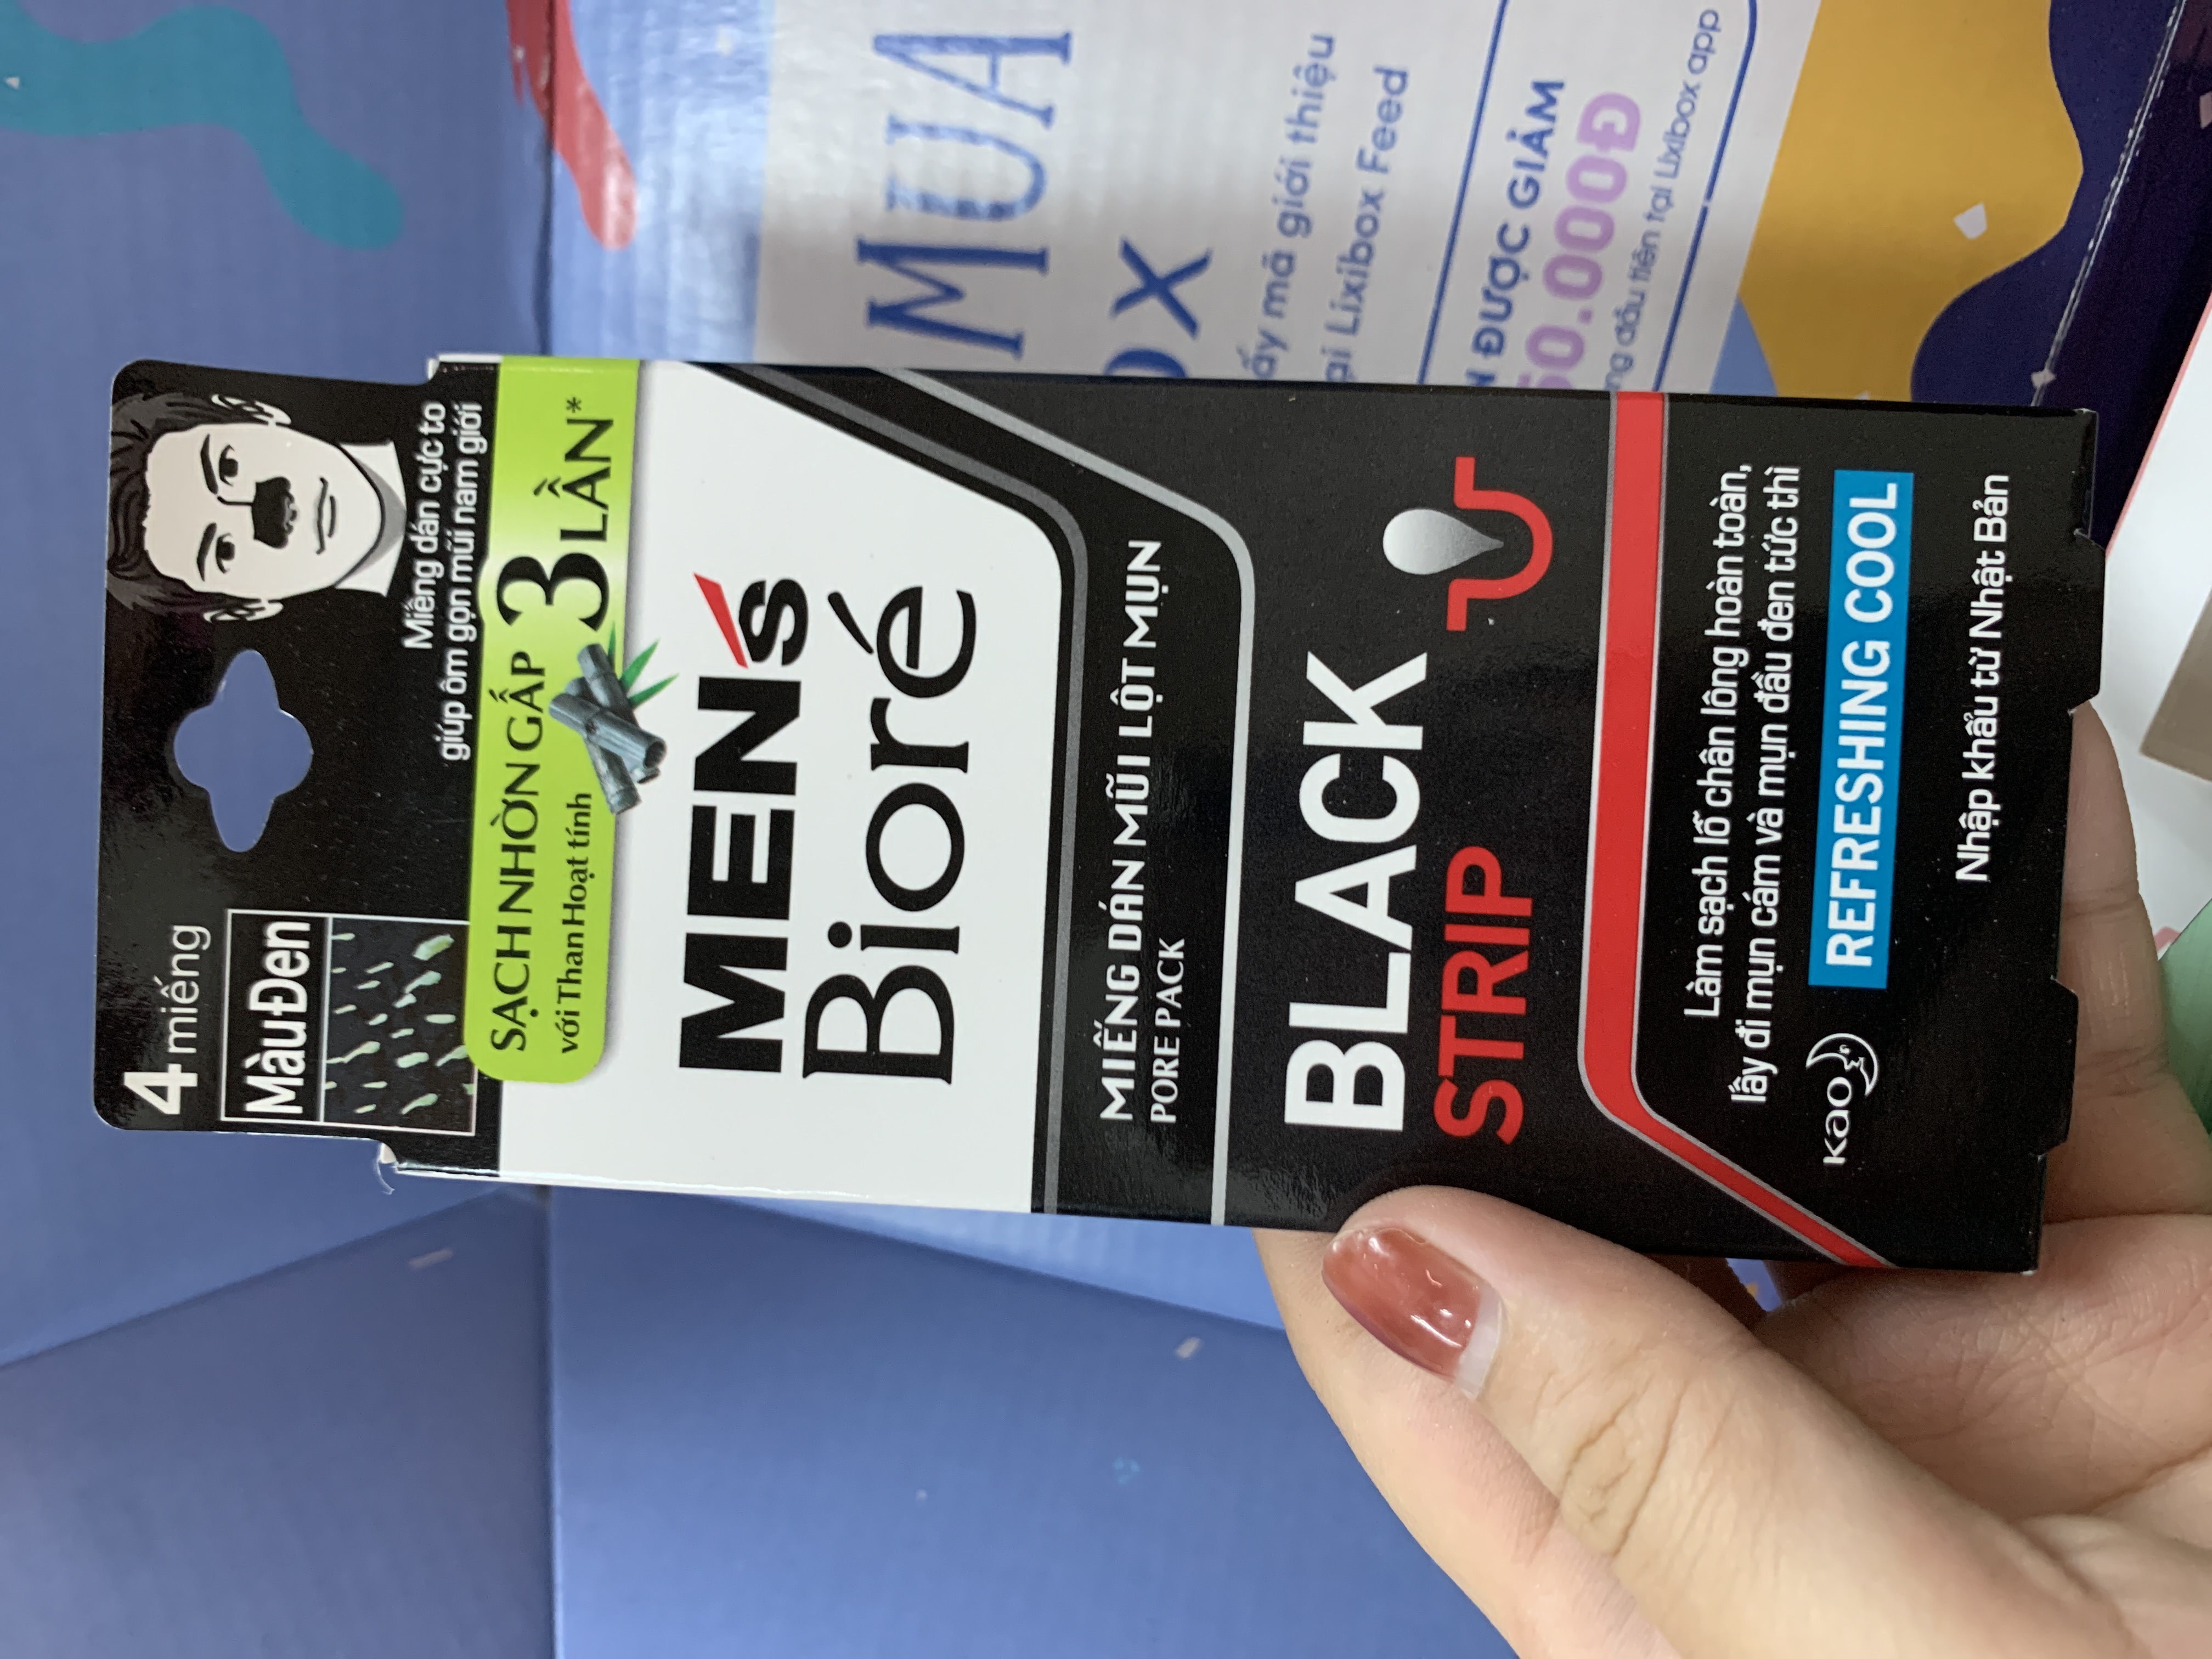 4 miếng
Màu Đen
Miếng dán cực to
giúp ôm gọn mũi nam giới
SẠCH NHỜN GẤP 3 LẦN*
với Than Hoạt tính
MEN's
Bioré
MIẾNG DÁN MŨI LỘT MỤN
PORE PACK
BLACK
STRIP
Làm sạch lỗ chân lông hoàn toàn,
lấy đi mụn cám và mụn đầu đen tức thì
Kao
REFRESHING COOL
Nhập khẩu từ Nhật Bản
MUA
mã giới thiệu
Lixibox Feed
ĐƯỢC GIẢM
50.000Đ
đầu tiên tại Lixibox app